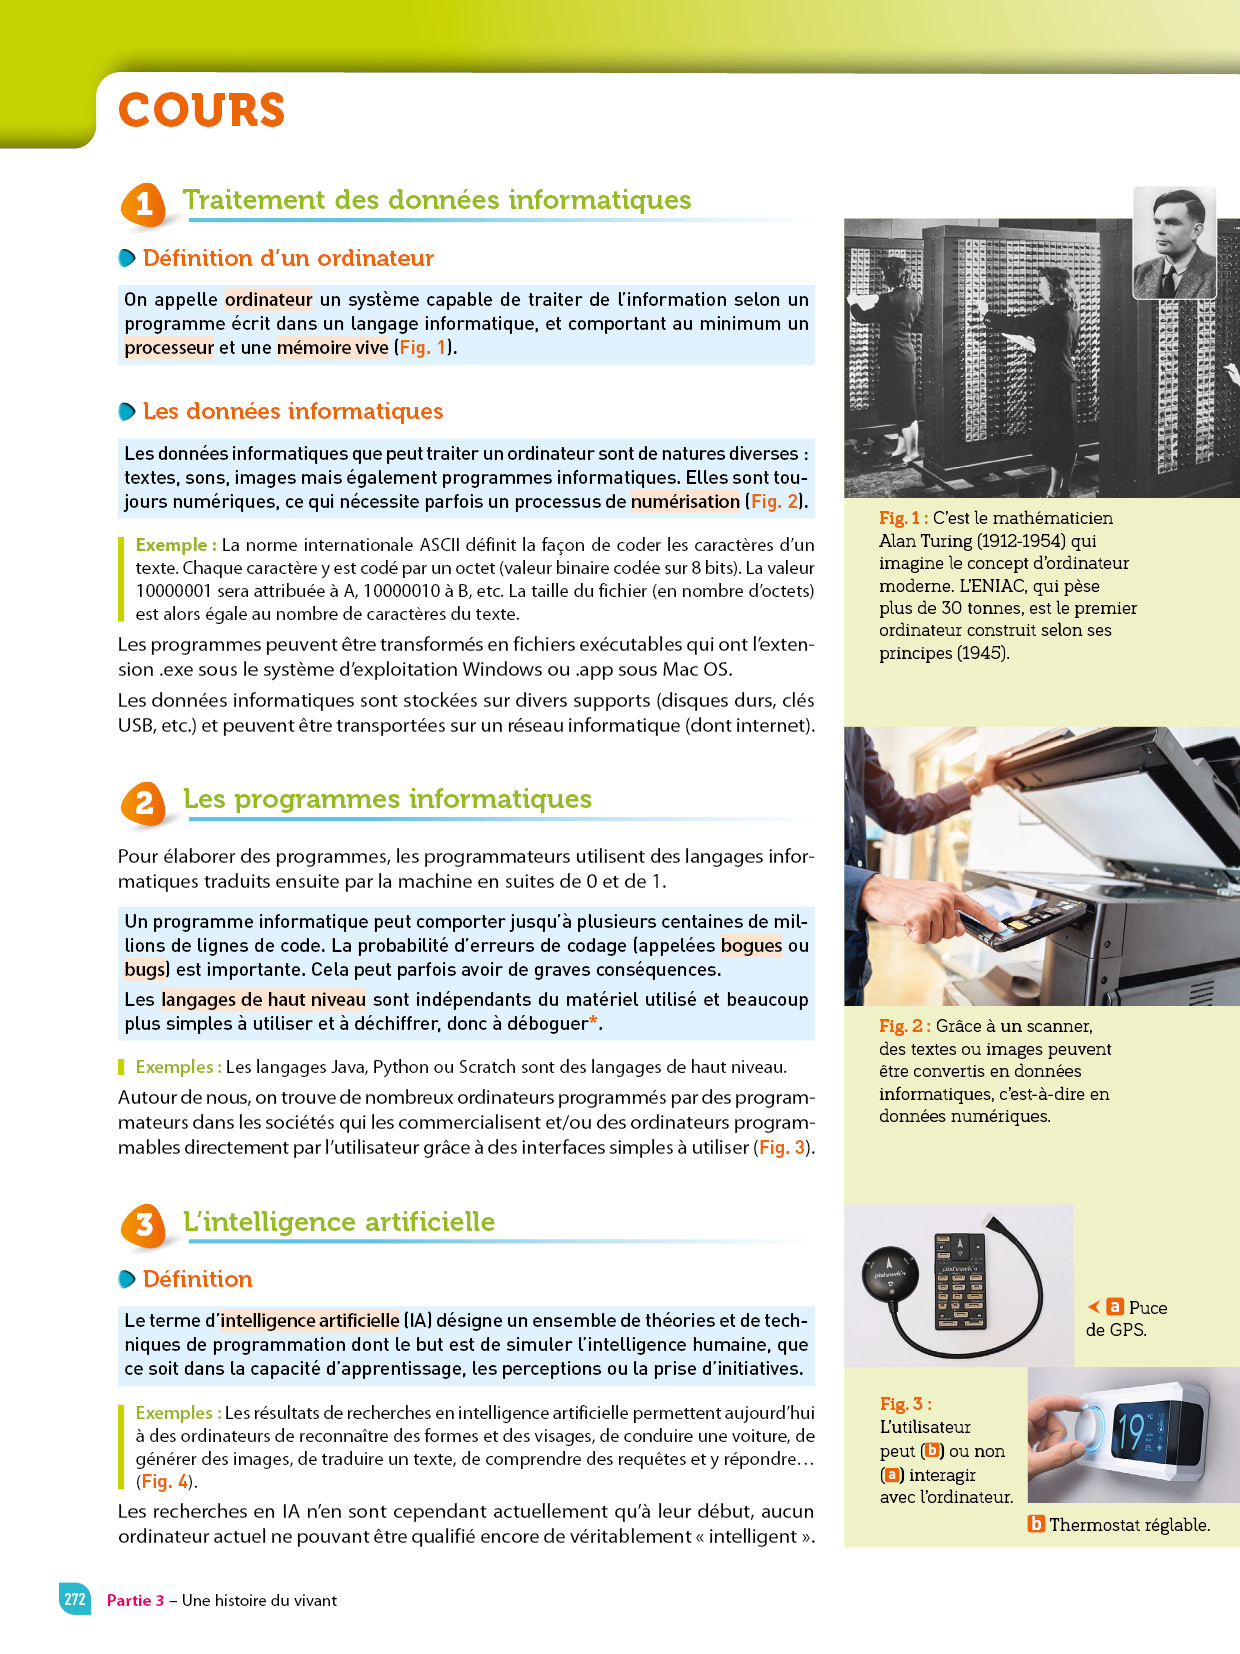 COURS
1 Traitement des données informatiques
Définition d’un ordinateur
On appelle ordinateur un système capable de traiter de l’information selon un
programme écrit dans un langage informatique, et comportant au minimum un
processeur et une mémoire vive (Fig. 1).
Les données informatiques
Les données informatiques que peut traiter un ordinateur sont de natures diverses :
textes, sons, images mais également programmes informatiques. Elles sont tou-
jours numériques, ce qui nécessite parfois un processus de numérisation (Fig. 2).
Exemple : La norme internationale ASCII définit la façon de coder les caractères d’un
texte. Chaque caractère y est codé par un octet (valeur binaire codée sur 8 bits). La valeur
10000001 sera attribuée à A, 10000010 à B, etc. La taille du fichier (en nombre d’octets)
est alors égale au nombre de caractères du texte.
Les programmes peuvent être transformés en fichiers exécutables qui ont l’exten-
sion .exe sous le système d’exploitation Windows ou .app sous Mac OS.
Les données informatiques sont stockées sur divers supports (disques durs, clés
USB, etc.) et peuvent être transportées sur un réseau informatique (dont internet).
2 Les programmes informatiques
Pour élaborer des programmes, les programmateurs utilisent des langages infor-
matiques traduits ensuite par la machine en suites de 0 et de 1.
Un programme informatique peut comporter jusqu’à plusieurs centaines de mil-
lions de lignes de code. La probabilité d’erreurs de codage (appelées bogues ou
bugs) est importante. Cela peut parfois avoir de graves conséquences.
Les langages de haut niveau sont indépendants du matériel utilisé et beaucoup
plus simples à utiliser et à déchiffrer, donc à déboguer*.
Exemples : Les langages Java, Python ou Scratch sont des langages de haut niveau.
Autour de nous, on trouve de nombreux ordinateurs programmés par des program-
mateurs dans les sociétés qui les commercialisent et/ou des ordinateurs program-
mables directement par l’utilisateur grâce à des interfaces simples à utiliser (Fig. 3).
3 L’intelligence artificielle
Définition
Le terme d’intelligence artificielle (IA) désigne un ensemble de théories et de tech-
niques de programmation dont le but est de simuler l’intelligence humaine, que
ce soit dans la capacité d’apprentissage, les perceptions ou la prise d’initiatives.
Exemples : Les résultats de recherches en intelligence artificielle permettent aujourd’hui
à des ordinateurs de reconnaître des formes et des visages, de conduire une voiture, de
générer des images, de traduire un texte, de comprendre des requêtes et y répondre…
(Fig. 4).
Les recherches en IA n’en sont cependant actuellement qu’à leur début, aucun
ordinateur actuel ne pouvant être qualifié encore de véritablement « intelligent ».
Fig. 1 : C’est le mathématicien
Alan Turing (1912-1954) qui
imagine le concept d’ordinateur
moderne. L’ENIAC, qui pèse
plus de 30 tonnes, est le premier
ordinateur construit selon ses
principes (1945).
Fig. 2 : Grâce à un scanner,
des textes ou images peuvent
être convertis en données
informatiques, c’est-à-dire en
données numériques.
pixhawk
pixhawk
a Puce
de GPS.
Fig. 3 :
L’utilisateur
peut (b) ou non
(a) interagir
avec l’ordinateur.
19 °C
b Thermostat réglable.
272 Partie 3 – Une histoire du vivant